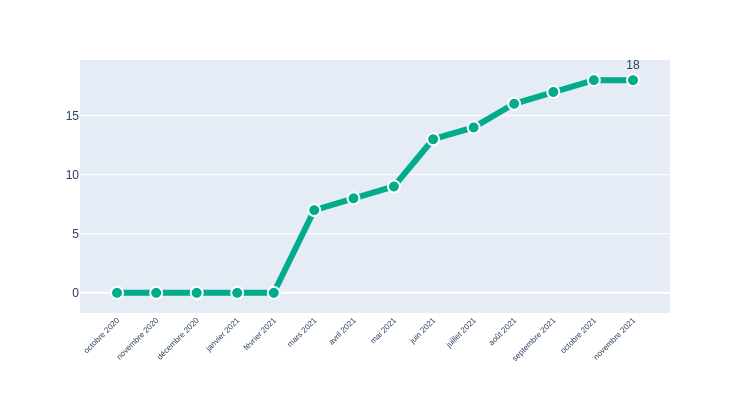 18
15
10
5
0
octobre 2020
novembre 2020
décembre 2020
janvier 2021
février 2021
mars 2021
avril 2021
mai 2021
juin 2021
juillet 2021
août 2021
septembre 2021
octobre 2021
novembre 2021